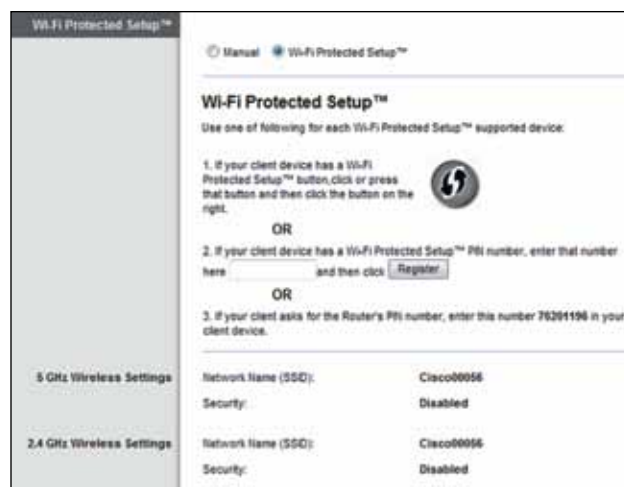 Wi-Fi Protected Setup™
Manual Wi-Fi Protected Setup™
Wi-Fi Protected Setup™
Use one of following for each Wi-Fi Protected Setup™ supported device:
1. If your client device has a Wi-Fi
Protected Setup™ button,click or press
that button and then click the button on the
right.
OR
2. If your client device has a Wi-Fi Protected Setup™ PIN number, enter that number
here and then click Register
OR
3. If your client asks for the Router's PIN number, enter this number 76201196 in your
client device.
5 GHz Wireless Settings Network Name (SSID): Cisco00056
Security: Disabled
2.4 GHz Wireless Settings Network Name (SSID): Cisco00056
Security: Disabled